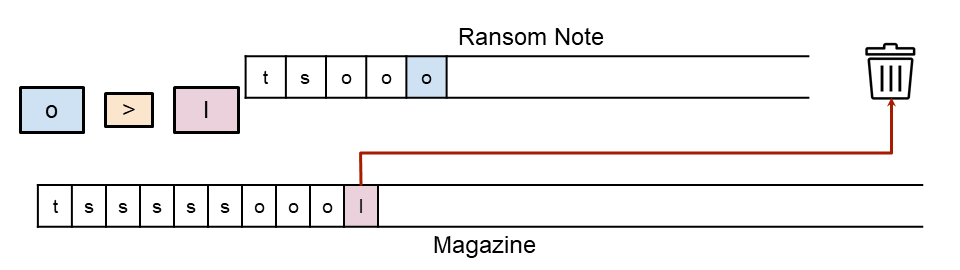 Ransom Note
t s o o o
o > l
t s s s s s o o o l
Magazine